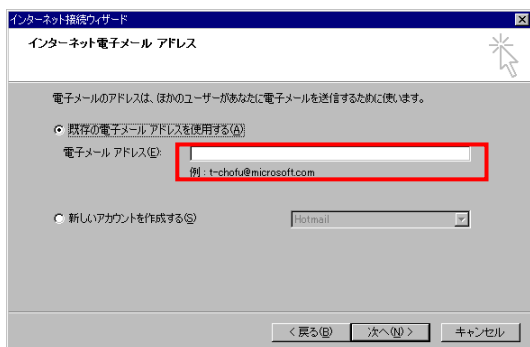 インターネット接続ウィザード
インターネット電子メール アドレス
電子メールのアドレスは、ほかのユーザーがあなたに電子メールを送信するために使います。
既存の電子メール アドレスを使用する(A)
電子メール アドレス(E):
例 : t-chofu@microsoft.com
新しいアカウントを作成する(S)
Hotmail
< 戻る(B) 次へ(N) > キャンセル